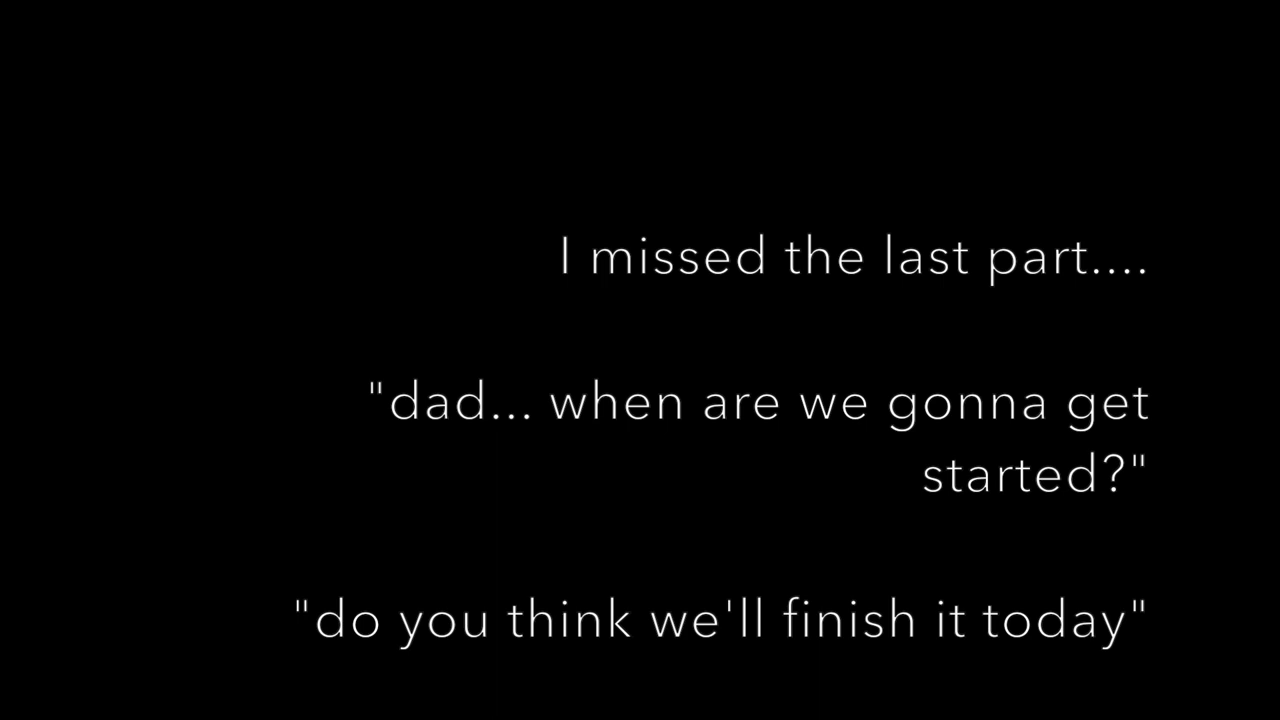 I missed the last part....
"dad... when are we gonna get
started?"
"do you think we'll finish it today"